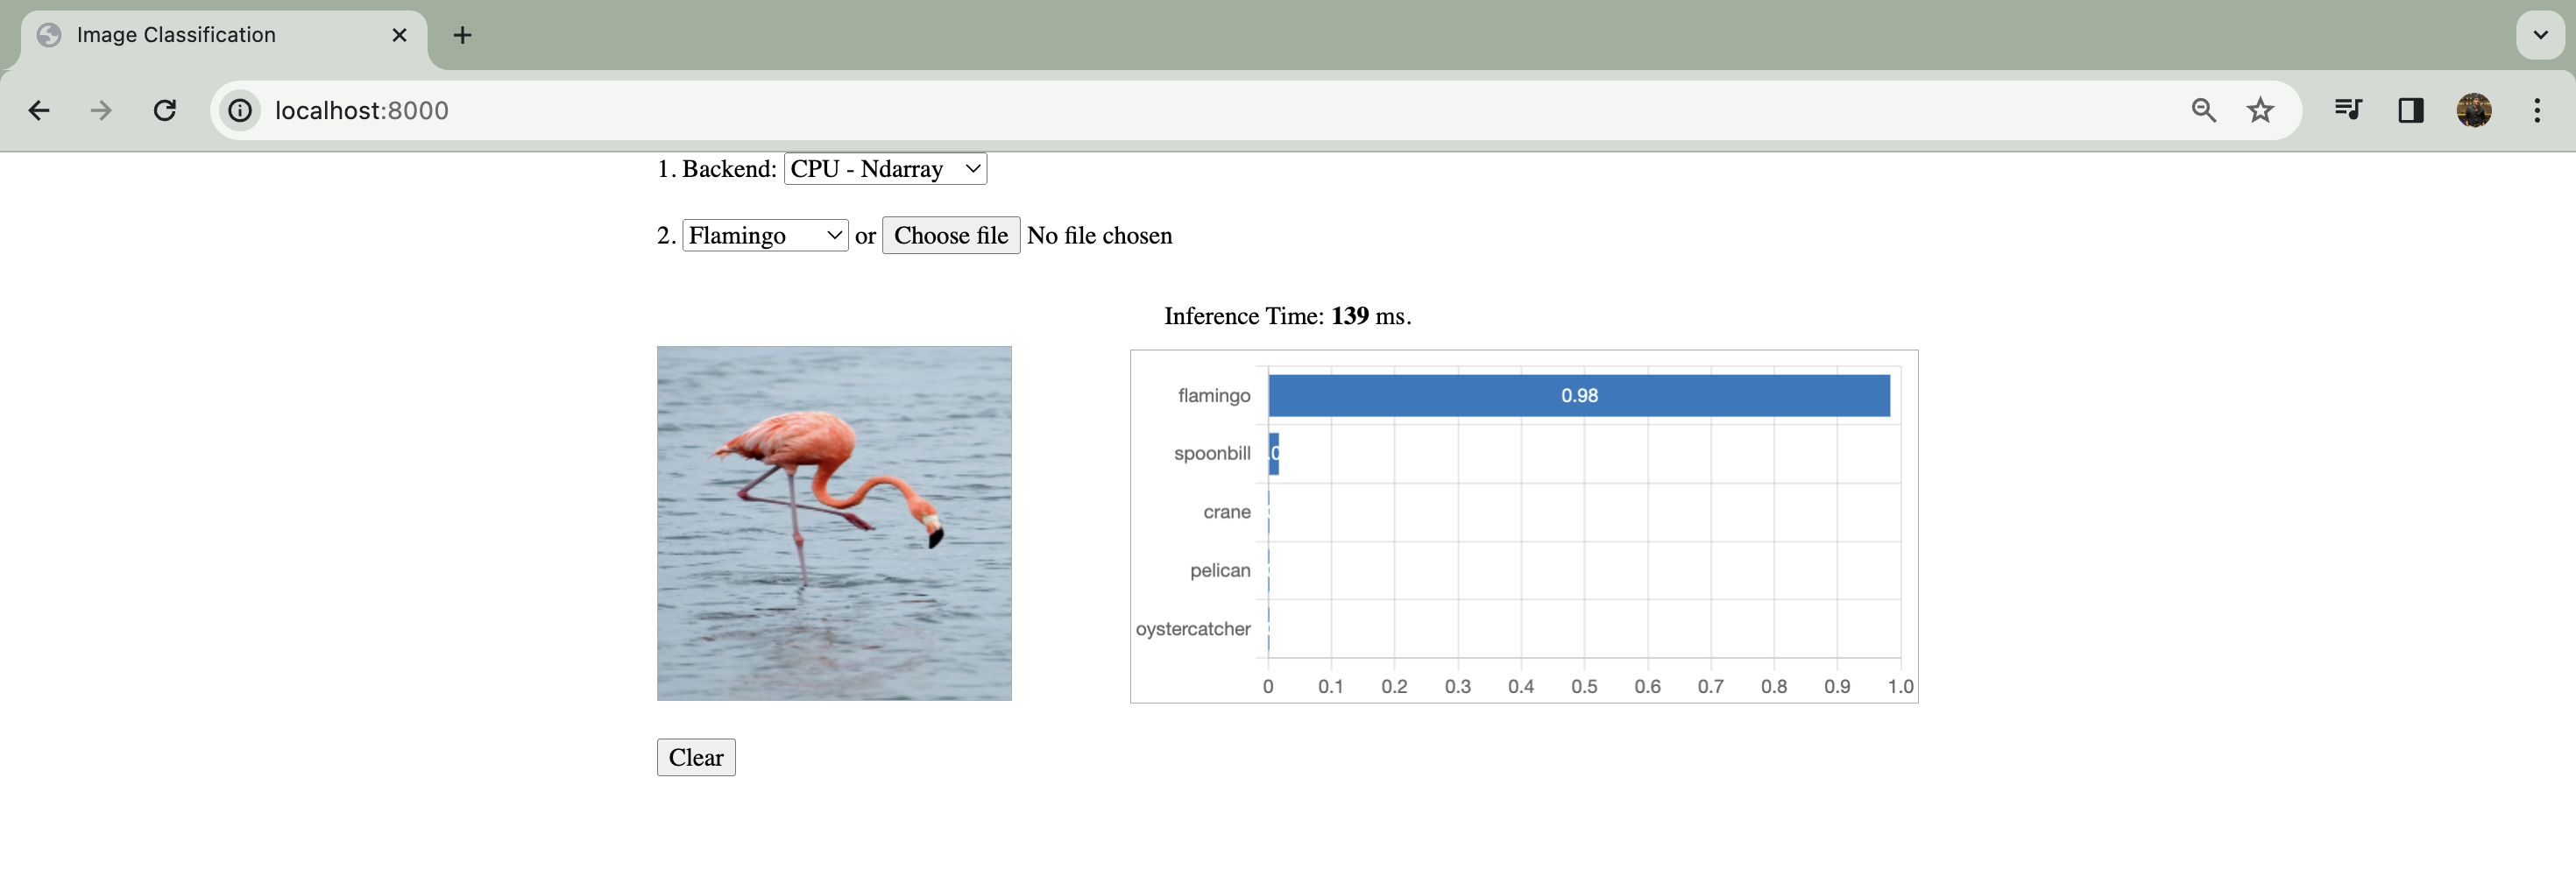 Image Classification
localhost:8000
1. Backend: CPU - Ndarray
2. Flamingo or Choose file No file chosen
Inference Time: 139 ms.
flamingo 0.98
spoonbill
crane
pelican
oystercatcher
0 0.1 0.2 0.3 0.4 0.5 0.6 0.7 0.8 0.9 1.0
Clear